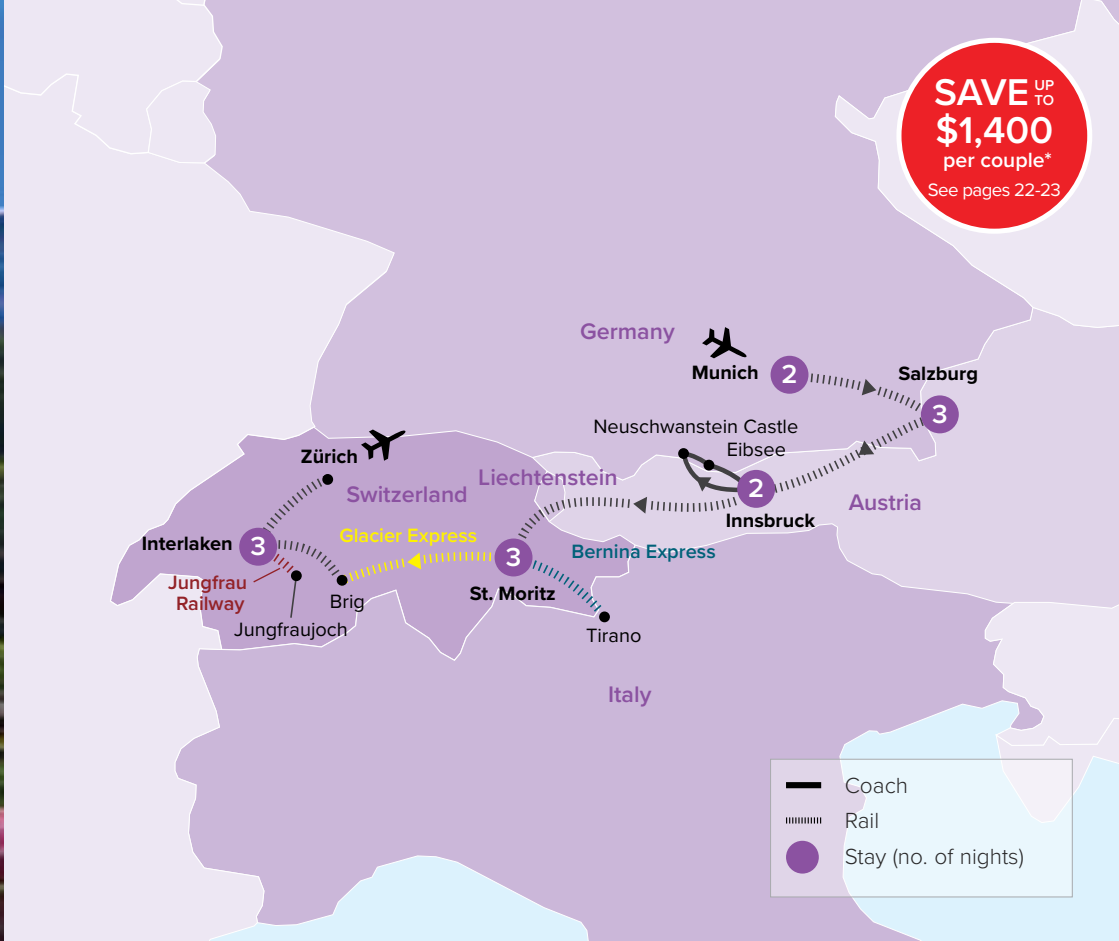 SAVE UP TO
$1,400
per couple*
See pages 22-23
Germany
Munich
2
Salzburg
3
Neuschwanstein Castle
Eibsee
2
Innsbruck
Austria
Zürich
Switzerland
Liechtenstein
Interlaken
3
Glacier Express
3
Bernina Express
St. Moritz
Jungfrau
Railway
Brig
Jungfraujoch
Tirano
Italy
Coach
Rail
Stay (no. of nights)